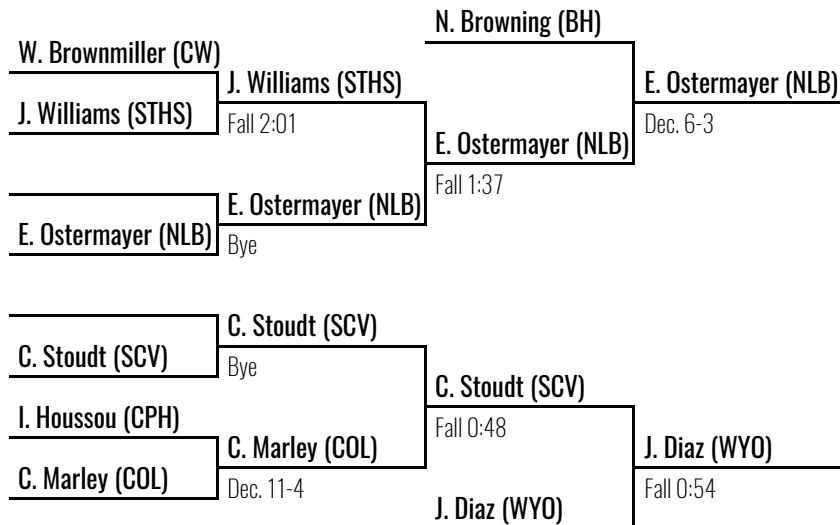 N. Browning (BH)
W. Brownmiller (CW)
J. Williams (STHS)
E. Ostermayer (NLB)
J. Williams (STHS)
Fall 2:01
Dec. 6-3
E. Ostermayer (NLB)
Fall 1:37
E. Ostermayer (NLB)
E. Ostermayer (NLB)
Bye
C. Stoudt (SCV)
C. Stoudt (SCV)
Bye
C. Stoudt (SCV)
I. Houssou (CPH)
Fall 0:48
C. Marley (COL)
J. Diaz (WYO)
C. Marley (COL)
Dec. 11-4
Fall 0:54
J. Diaz (WYO)